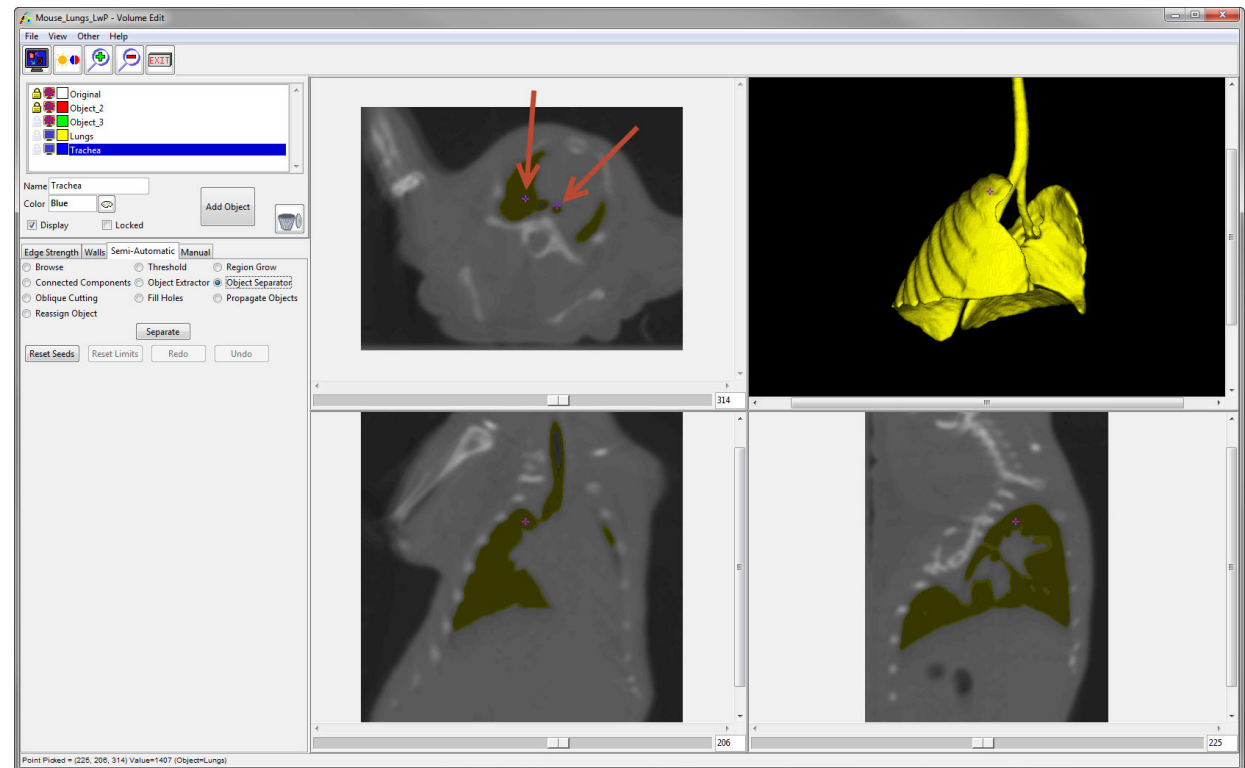 Mouse_Lungs_LwP - Volume Edit
File View Other Help
EXIT
Original
Object_2
Object_3
Lungs
Trachea
Name Trachea
Color Blue
Add Object
Display Locked
Edge Strength Walls Semi-Automatic Manual
Browse Threshold Region Grow
Connected Components Object Extractor Object Separator
Oblique Cutting Fill Holes Propagate Objects
Reassign Object
Separate
Reset Seeds Reset Limits Redo Undo
314
206
225
Point Picked = (225, 206, 314) Value=1407 (Object=Lungs)